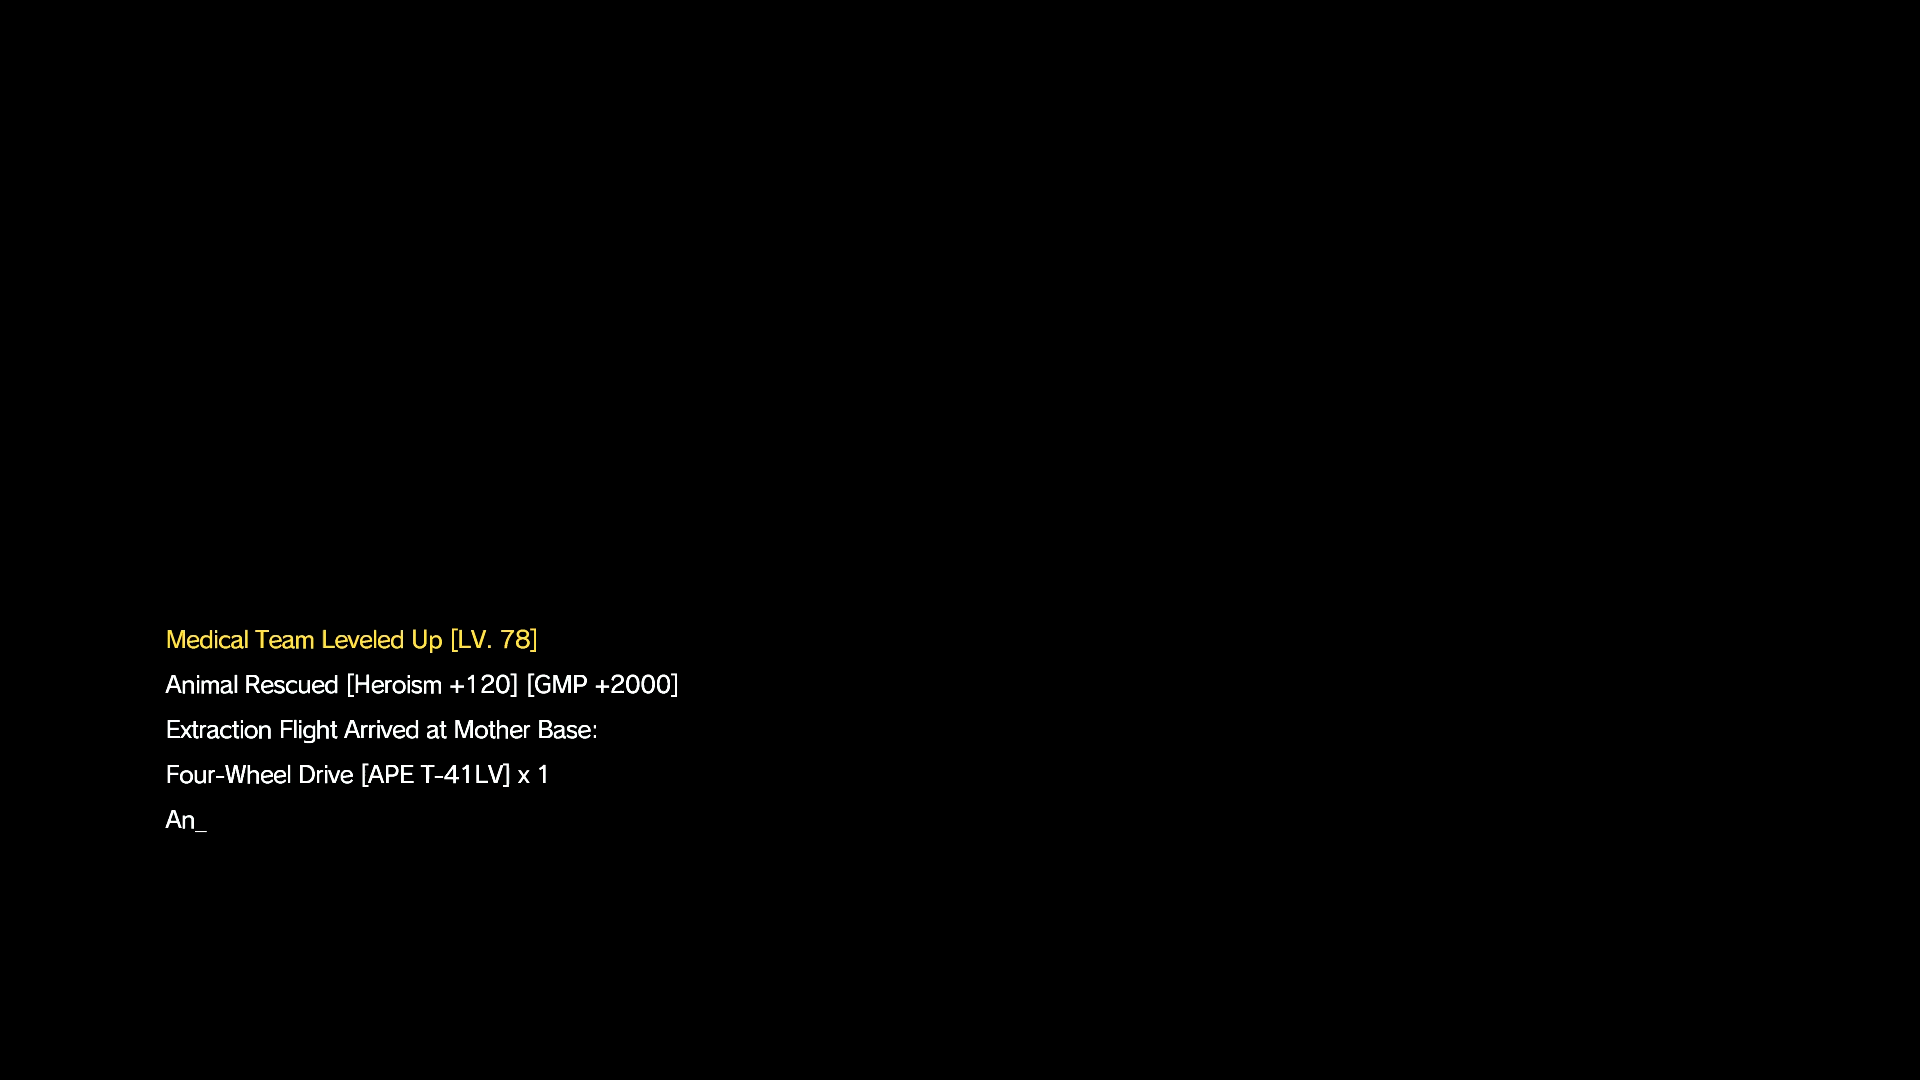 Medical Team Leveled Up [LV. 78]
Animal Rescued [Heroism +120] [GMP +2000]
Extraction Flight Arrived at Mother Base:
Four-Wheel Drive [APE T-41LV] x 1
An_